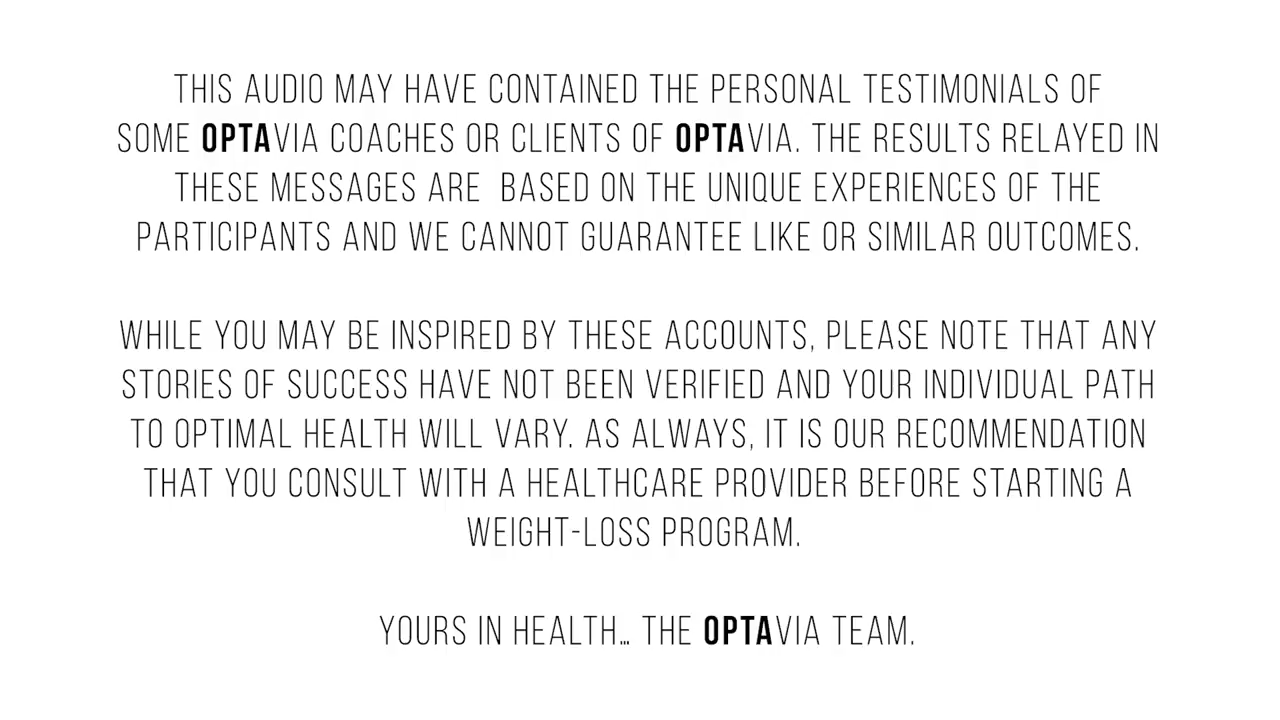 THIS AUDIO MAY HAVE CONTAINED THE PERSONAL TESTIMONIALS OF
SOME OPTAVIA COACHES OR CLIENTS OF OPTAVIA. THE RESULTS RELAYED IN
THESE MESSAGES ARE BASED ON THE UNIQUE EXPERIENCES OF THE
PARTICIPANTS AND WE CANNOT GUARANTEE LIKE OR SIMILAR OUTCOMES.
WHILE YOU MAY BE INSPIRED BY THESE ACCOUNTS, PLEASE NOTE THAT ANY
STORIES OF SUCCESS HAVE NOT BEEN VERIFIED AND YOUR INDIVIDUAL PATH
TO OPTIMAL HEALTH WILL VARY. AS ALWAYS, IT IS OUR RECOMMENDATION
THAT YOU CONSULT WITH A HEALTHCARE PROVIDER BEFORE STARTING A
WEIGHT-LOSS PROGRAM.
YOURS IN HEALTH… THE OPTAVIA TEAM.